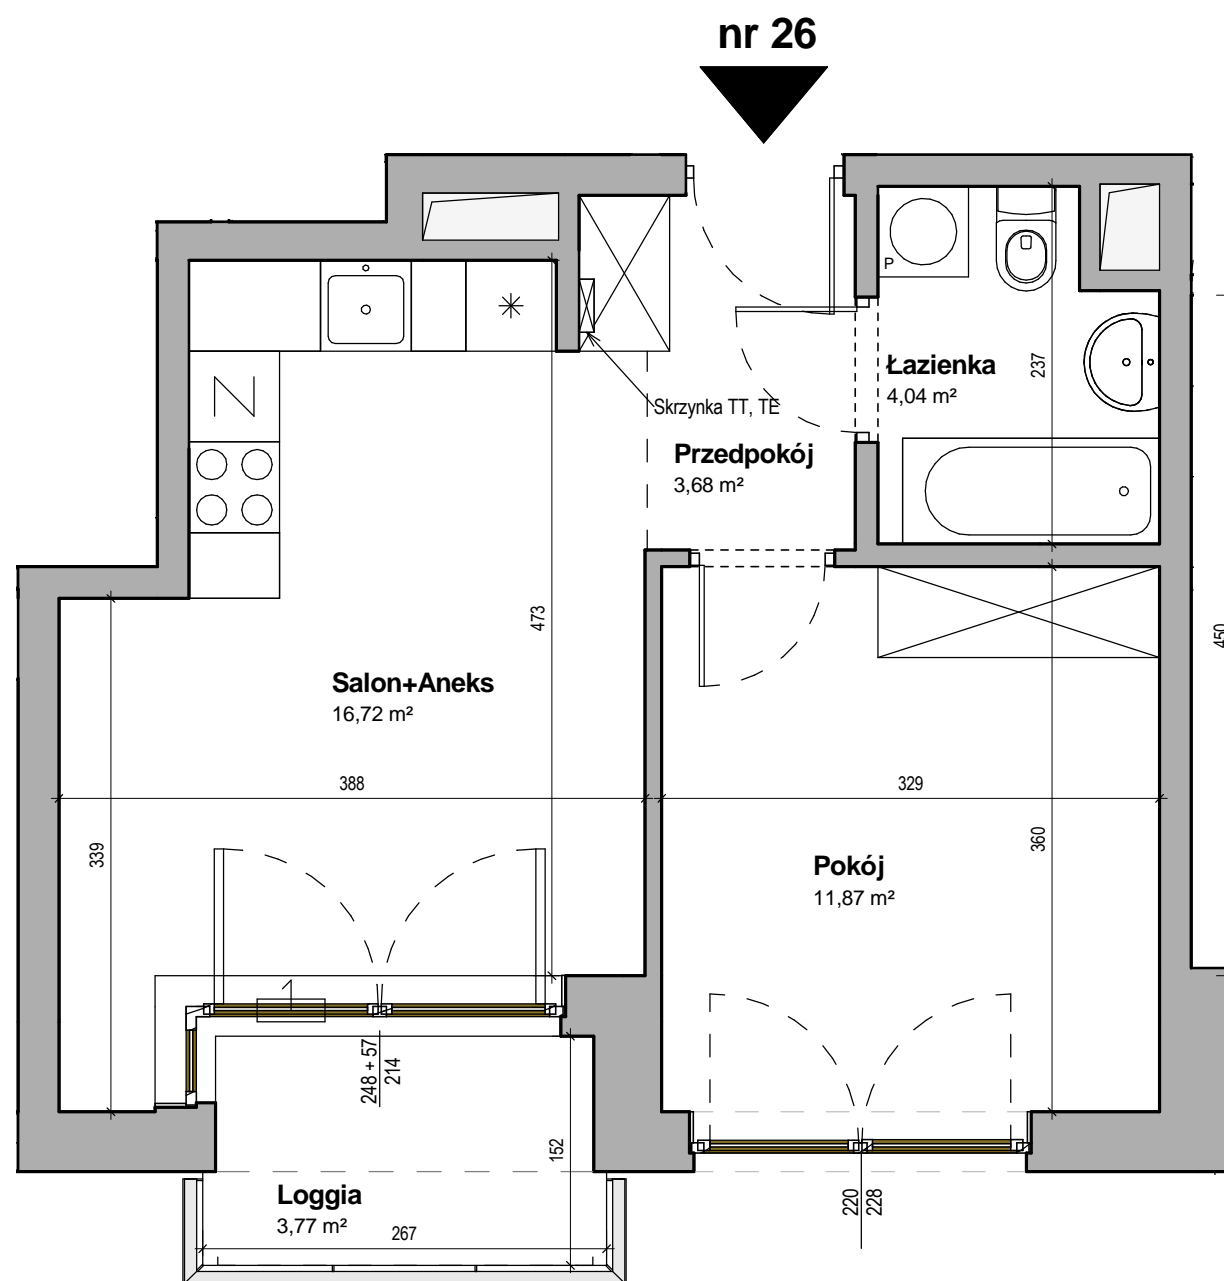 nr 26
P
Łazienka
4,04 m²
237
Skrzynka TT, TE
Przedpokój
3,68 m²
N
473
450
Salon+Aneks
16,72 m²
388
329
339
360
Pokój
11,87 m²
1
248 + 57
214
152
220
228
Loggia
3,77 m²
267